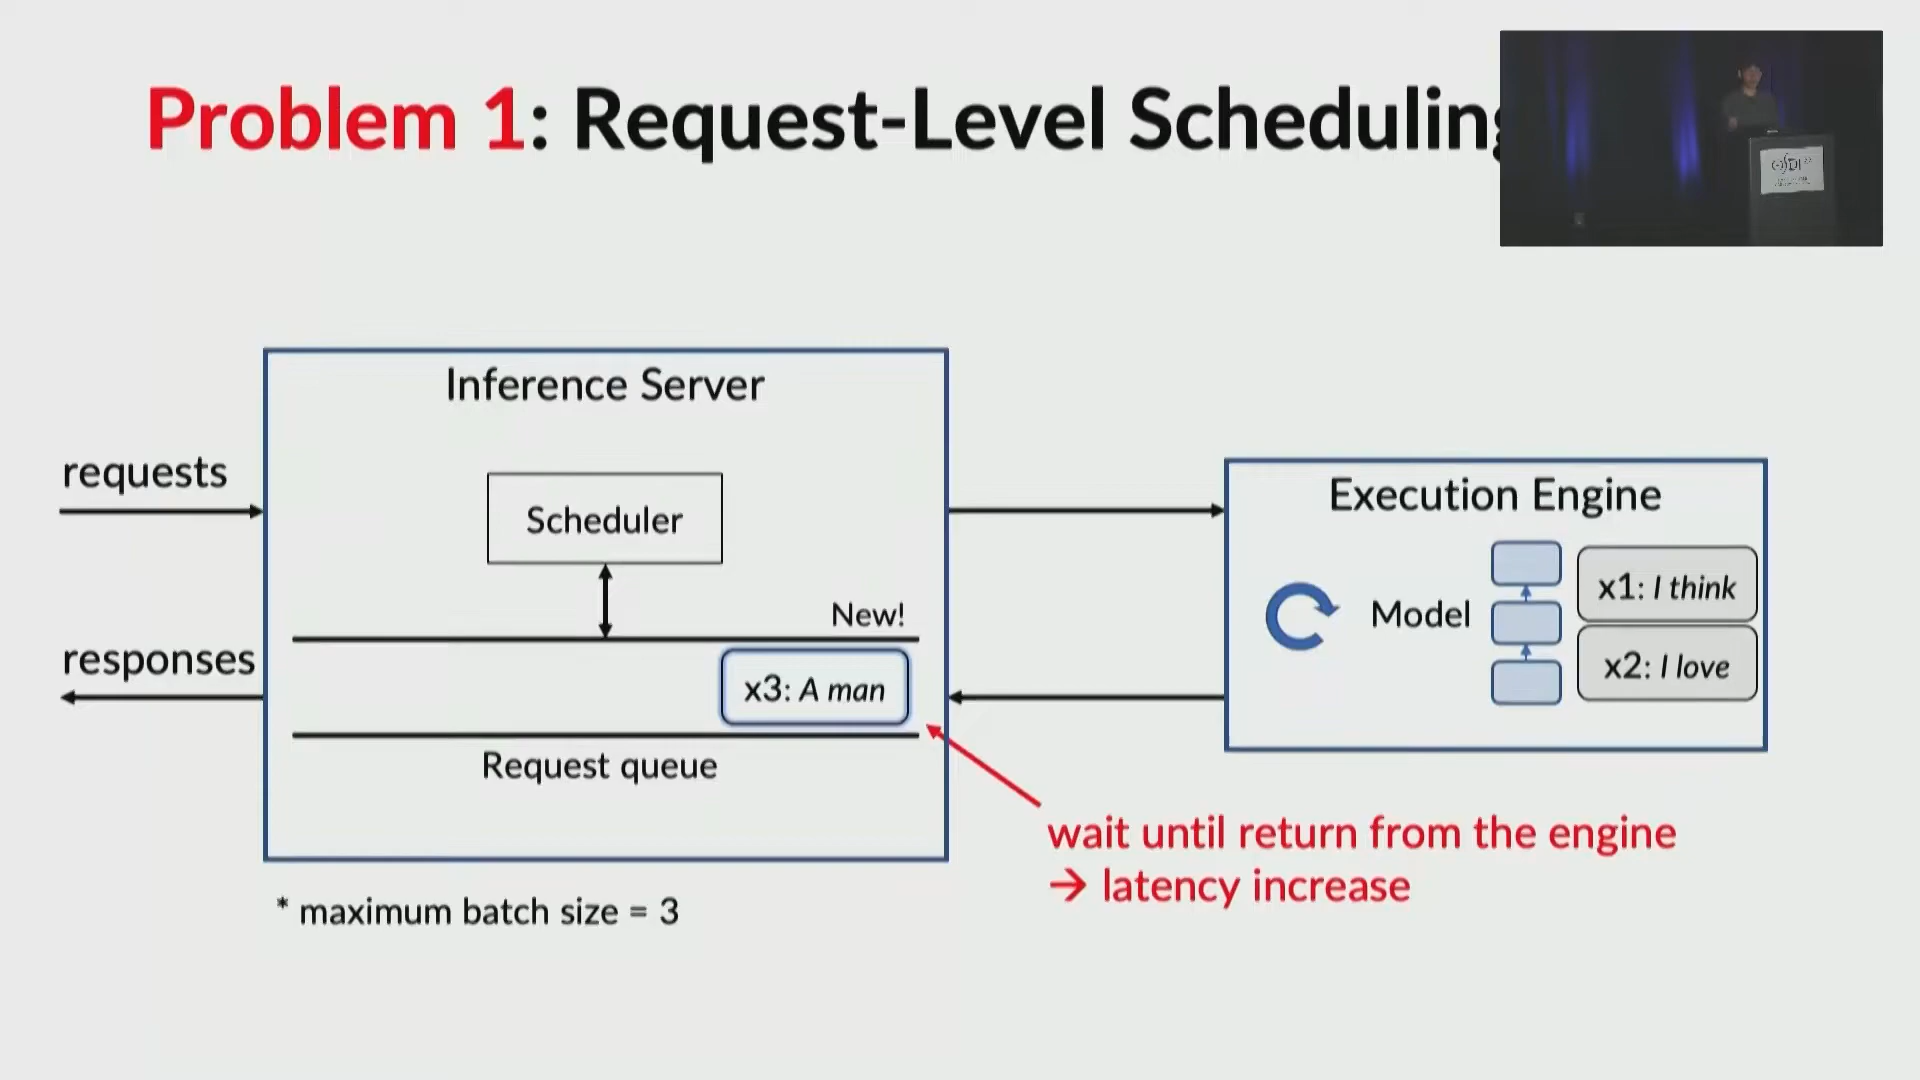 Problem 1: Request-Level Scheduling
Inference Server
requests
Scheduler
New!
responses
x3: A man
Request queue
Execution Engine
Model
x1: I think
x2: I love
wait until return from the engine
→ latency increase
* maximum batch size = 3